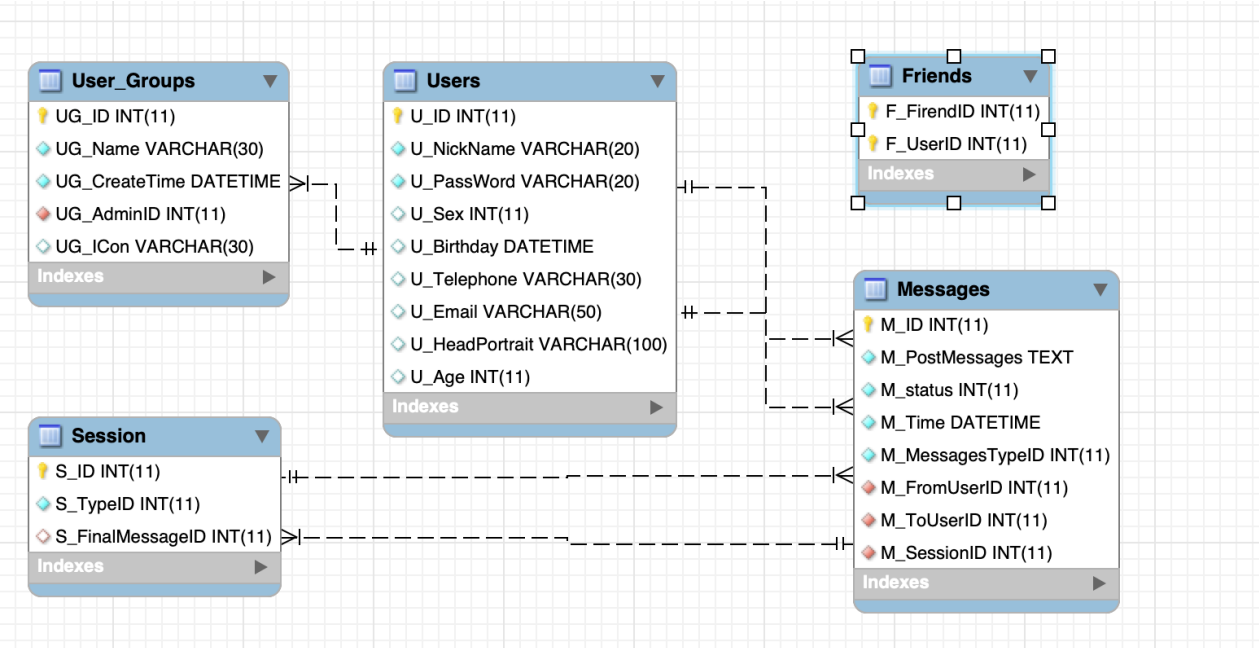 User_Groups
UG_ID INT(11)
UG_Name VARCHAR(30)
UG_CreateTime DATETIME
UG_AdminID INT(11)
UG_ICon VARCHAR(30)
Indexes
Users
U_ID INT(11)
U_NickName VARCHAR(20)
U_PassWord VARCHAR(20)
U_Sex INT(11)
U_Birthday DATETIME
U_Telephone VARCHAR(30)
U_Email VARCHAR(50)
U_HeadPortrait VARCHAR(100)
U_Age INT(11)
Indexes
Friends
F_FirendID INT(11)
F_UserID INT(11)
Indexes
Session
S_ID INT(11)
S_TypeID INT(11)
S_FinalMessageID INT(11)
Indexes
Messages
M_ID INT(11)
M_PostMessages TEXT
M_status INT(11)
M_Time DATETIME
M_MessagesTypeID INT(11)
M_FromUserID INT(11)
M_ToUserID INT(11)
M_SessionID INT(11)
Indexes